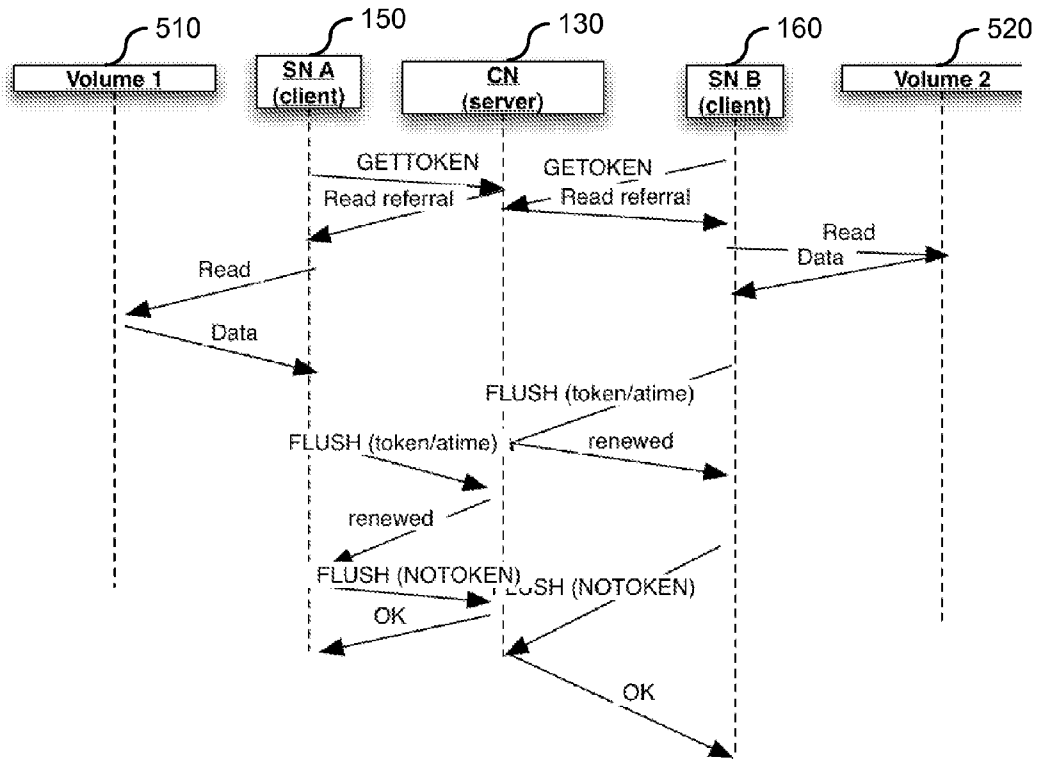 510
150
130
160
520
Volume 1
SN A
(client)
CN
(server)
SN B
(client)
Volume 2
GETTOKEN
GETOKEN
Read referral
Read referral
Read
Data
Read
Data
FLUSH (token/atime)
FLUSH (token/atime)
renewed
renewed
FLUSH (NOTOKEN)
(NOTOKEN)
OK
OK